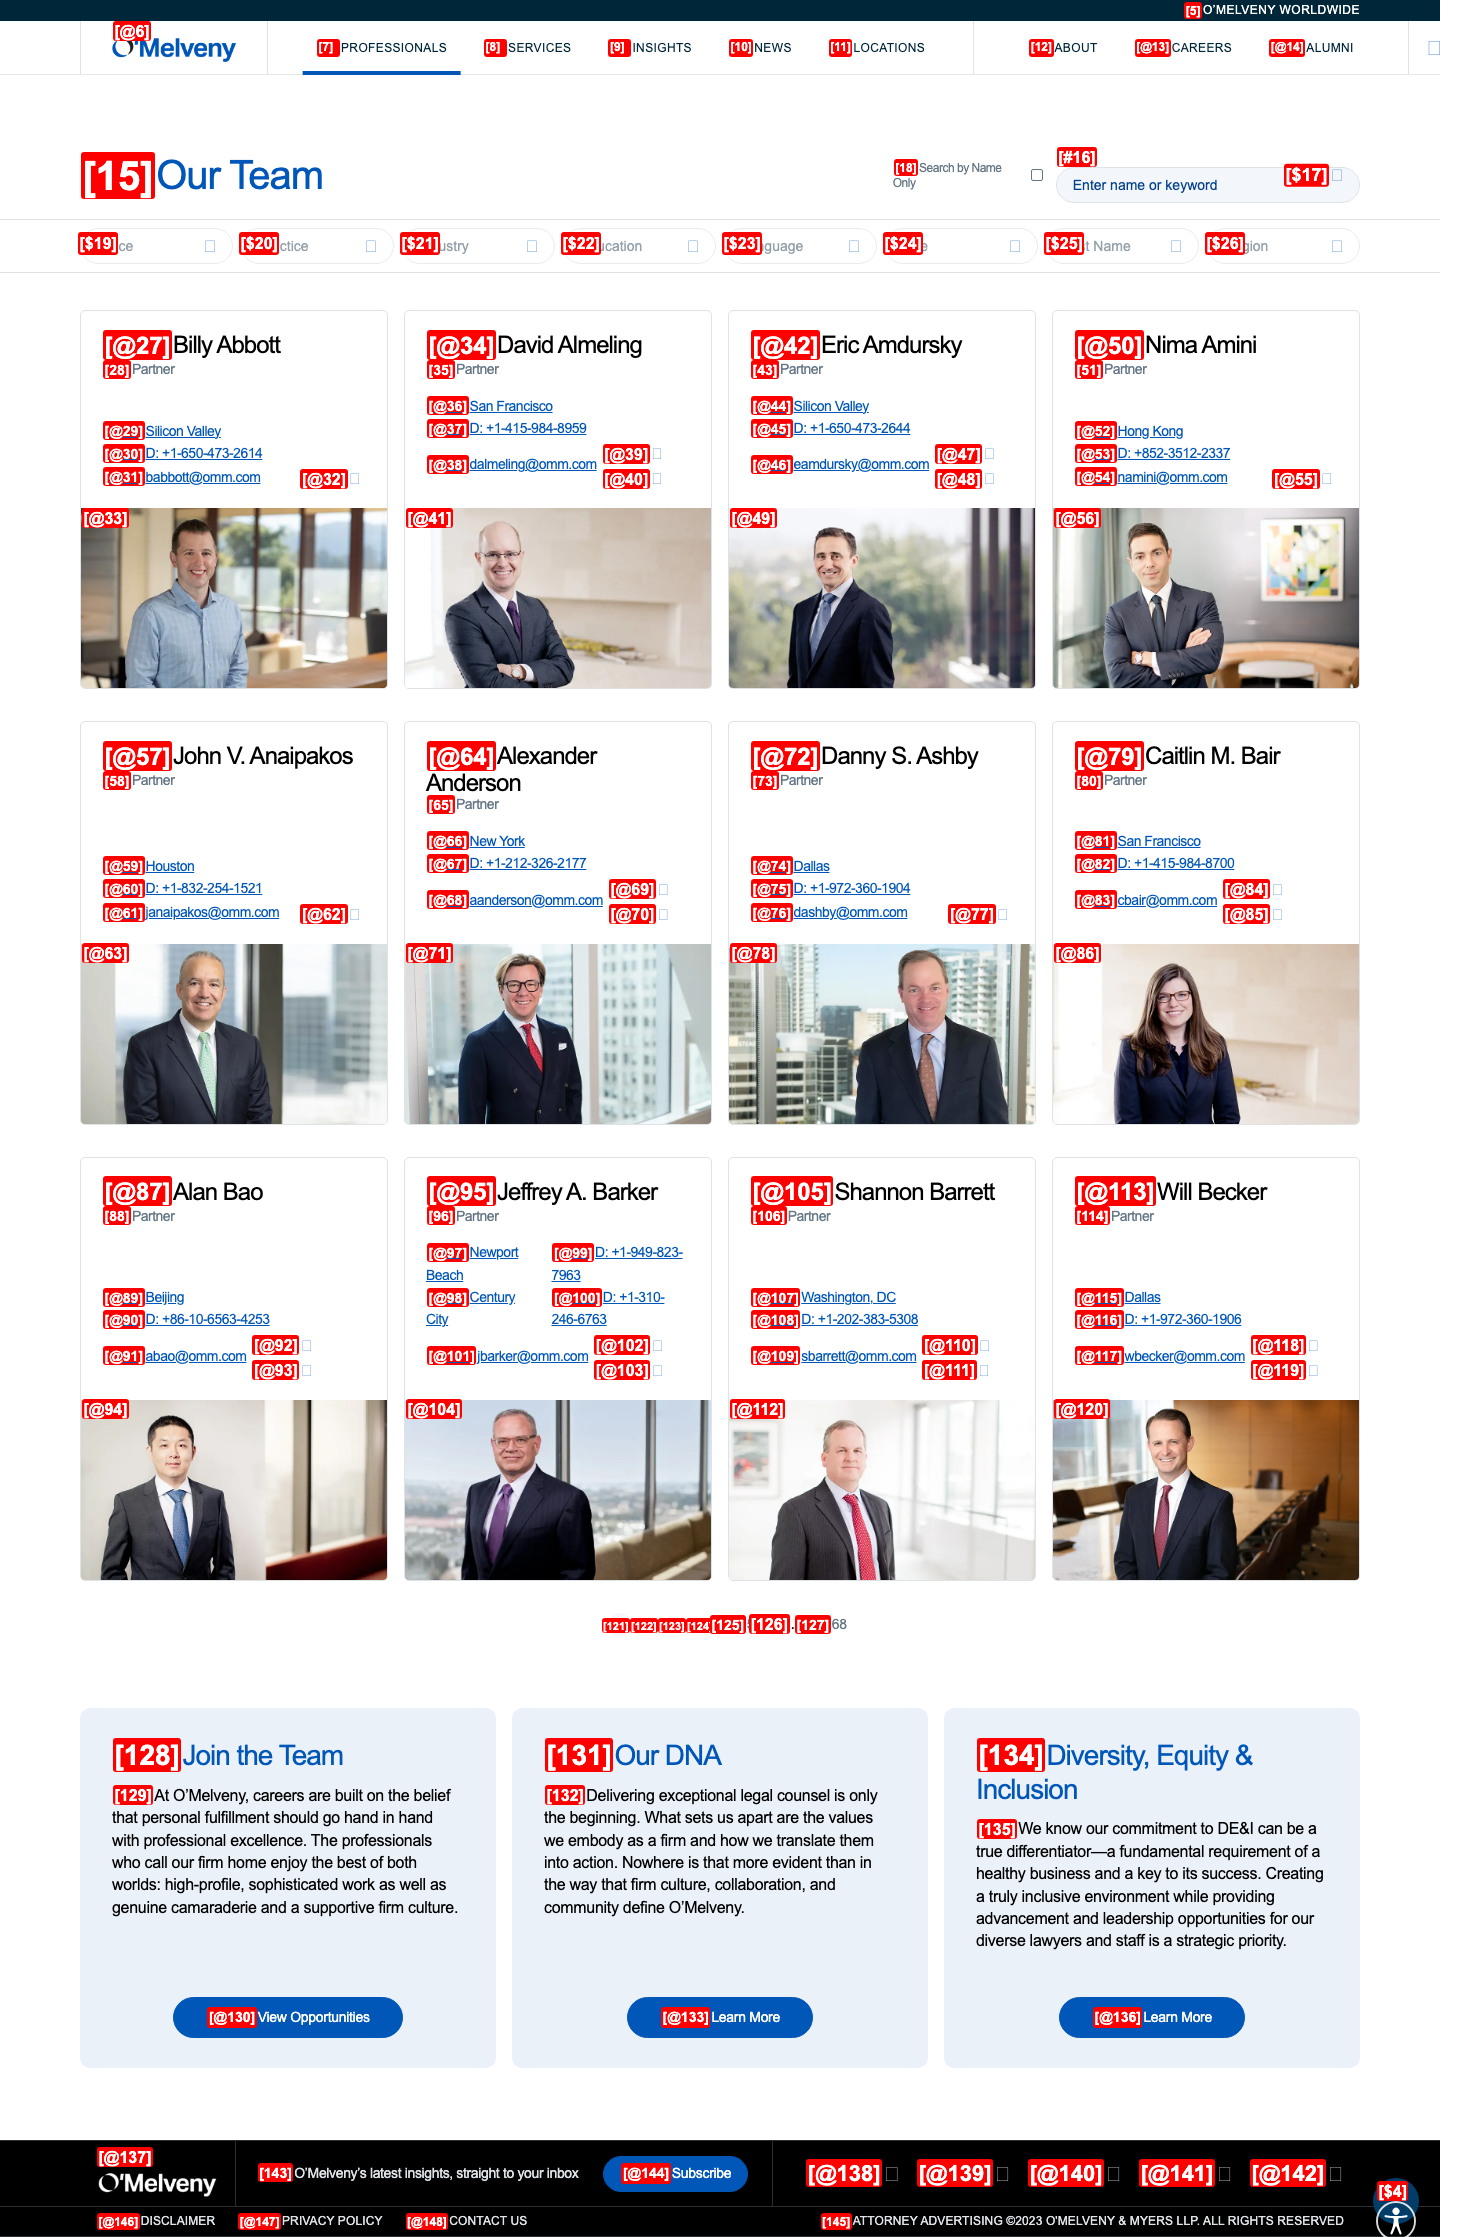 [5] O'MELVENY WORLDWIDE
[@6]
O'Melveny
[7] PROFESSIONALS [8] SERVICES [9] INSIGHTS [10] NEWS [11] LOCATIONS [12] ABOUT [@13] CAREERS [@14] ALUMNI
[15] Our Team
[18] Search by Name
Only
[#16]
Enter name or keyword [$17]
[$19]ce [$20]ctice [$21]ustry [$22]ucation [$23]guage [$24]e [$25]t Name [$26]gion
[@27] Billy Abbott
[28] Partner
[@29] Silicon Valley
[@30] D: +1-650-473-2614
[@31] babbott@omm.com [@32]
[@33]
[@34] David Almeling
[35] Partner
[@36] San Francisco
[@37] D: +1-415-984-8959
[@38] dalmeling@omm.com [@39]
[@40]
[@41]
[@42] Eric Amdursky
[43] Partner
[@44] Silicon Valley
[@45] D: +1-650-473-2644
[@46] eamdursky@omm.com [@47]
[@48]
[@49]
[@50] Nima Amini
[51] Partner
[@52] Hong Kong
[@53] D: +852-3512-2337
[@54] namini@omm.com [@55]
[@56]
[@57] John V. Anaipakos
[58] Partner
[@59] Houston
[@60] D: +1-832-254-1521
[@61] janaipakos@omm.com [@62]
[@63]
[@64] Alexander
Anderson
[65] Partner
[@66] New York
[@67] D: +1-212-326-2177
[@68] aanderson@omm.com [@69]
[@70]
[@71]
[@72] Danny S. Ashby
[73] Partner
[@74] Dallas
[@75] D: +1-972-360-1904
[@76] dashby@omm.com [@77]
[@78]
[@79] Caitlin M. Bair
[80] Partner
[@81] San Francisco
[@82] D: +1-415-984-8700
[@83] cbair@omm.com [@84]
[@85]
[@86]
[@87] Alan Bao
[88] Partner
[@89] Beijing
[@90] D: +86-10-6563-4253
[@91] abao@omm.com [@92]
[@93]
[@94]
[@95] Jeffrey A. Barker
[96] Partner
[@97] Newport [@99] D: +1-949-823-
Beach 7963
[@98] Century [@100] D: +1-310-
City 246-6763
[@101] jbarker@omm.com [@102]
[@103]
[@104]
[@105] Shannon Barrett
[106] Partner
[@107] Washington, DC
[@108] D: +1-202-383-5308
[@109] sbarrett@omm.com [@110]
[@111]
[@112]
[@113] Will Becker
[114] Partner
[@115] Dallas
[@116] D: +1-972-360-1906
[@117] wbecker@omm.com [@118]
[@119]
[@120]
[121] [122] [123] [124 [125] [126] . [127] 68
[128] Join the Team
[129] At O'Melveny, careers are built on the belief
that personal fulfillment should go hand in hand
with professional excellence. The professionals
who call our firm home enjoy the best of both
worlds: high-profile, sophisticated work as well as
genuine camaraderie and a supportive firm culture.
[@130] View Opportunities
[131] Our DNA
[132] Delivering exceptional legal counsel is only
the beginning. What sets us apart are the values
we embody as a firm and how we translate them
into action. Nowhere is that more evident than in
the way that firm culture, collaboration, and
community define O'Melveny.
[@133] Learn More
[134] Diversity, Equity &
Inclusion
[135] We know our commitment to DE&I can be a
true differentiator—a fundamental requirement of a
healthy business and a key to its success. Creating
a truly inclusive environment while providing
advancement and leadership opportunities for our
diverse lawyers and staff is a strategic priority.
[@136] Learn More
[@137]
O'Melveny
[143] O'Melveny's latest insights, straight to your inbox [@144] Subscribe
[@138] [@139] [@140] [@141] [@142]
[$4]
[@146] DISCLAIMER [@147] PRIVACY POLICY [@148] CONTACT US
[145] ATTORNEY ADVERTISING ©2023 O'MELVENY & MYERS LLP. ALL RIGHTS RESERVED